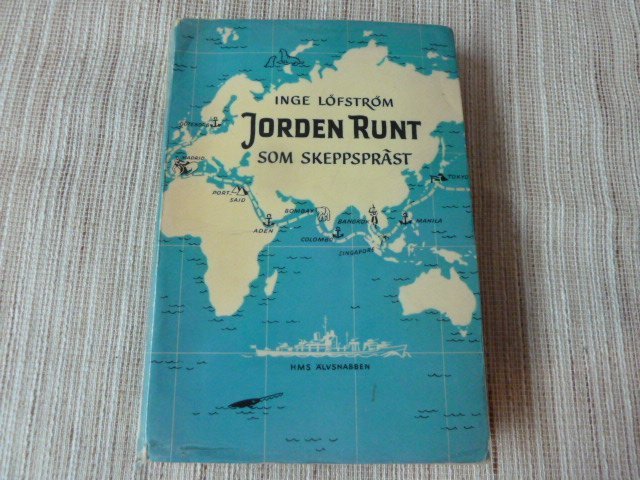 INGE LÖFSTRÖM
JORDEN RUNT
SOM SKEPPSPRÄST
GÖTEBORG
MADRID
PORT
SAID
ADEN
BOMBAY
COLOMBO
BANGKOK
SINGAPORE
MANILA
TOKYO
HMS ÄLVSNABBEN